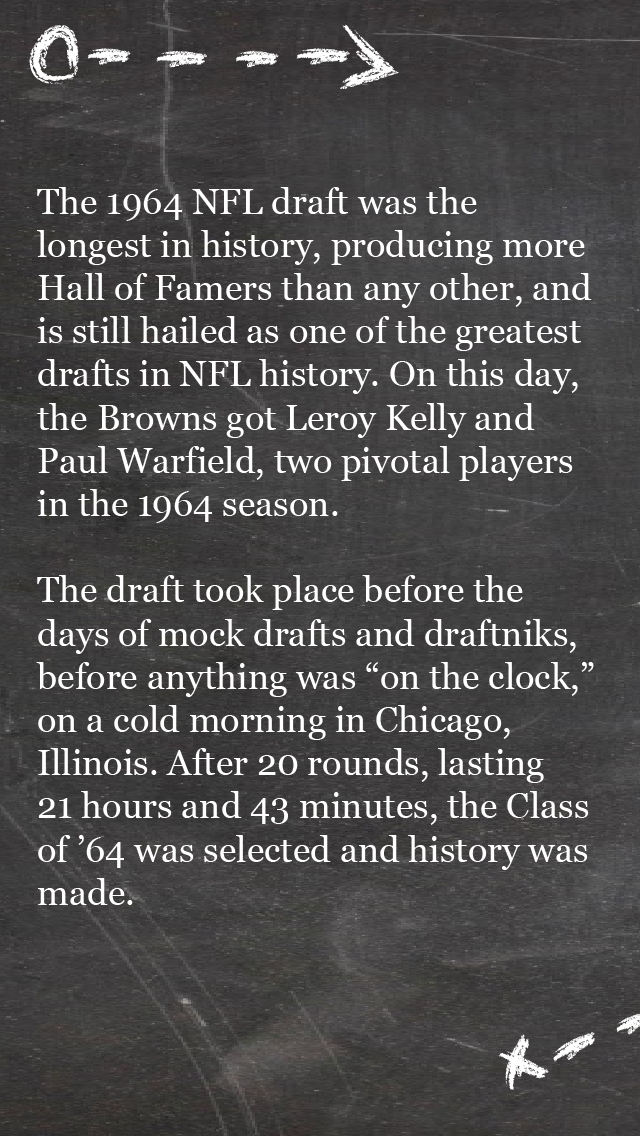 The 1964 NFL draft was the
longest in history, producing more
Hall of Famers than any other, and
is still hailed as one of the greatest
drafts in NFL history. On this day,
the Browns got Leroy Kelly and
Paul Warfield, two pivotal players
in the 1964 season.
The draft took place before the
days of mock drafts and draftniks,
before anything was “on the clock,”
on a cold morning in Chicago,
Illinois. After 20 rounds, lasting
21 hours and 43 minutes, the Class
of ’64 was selected and history was
made.